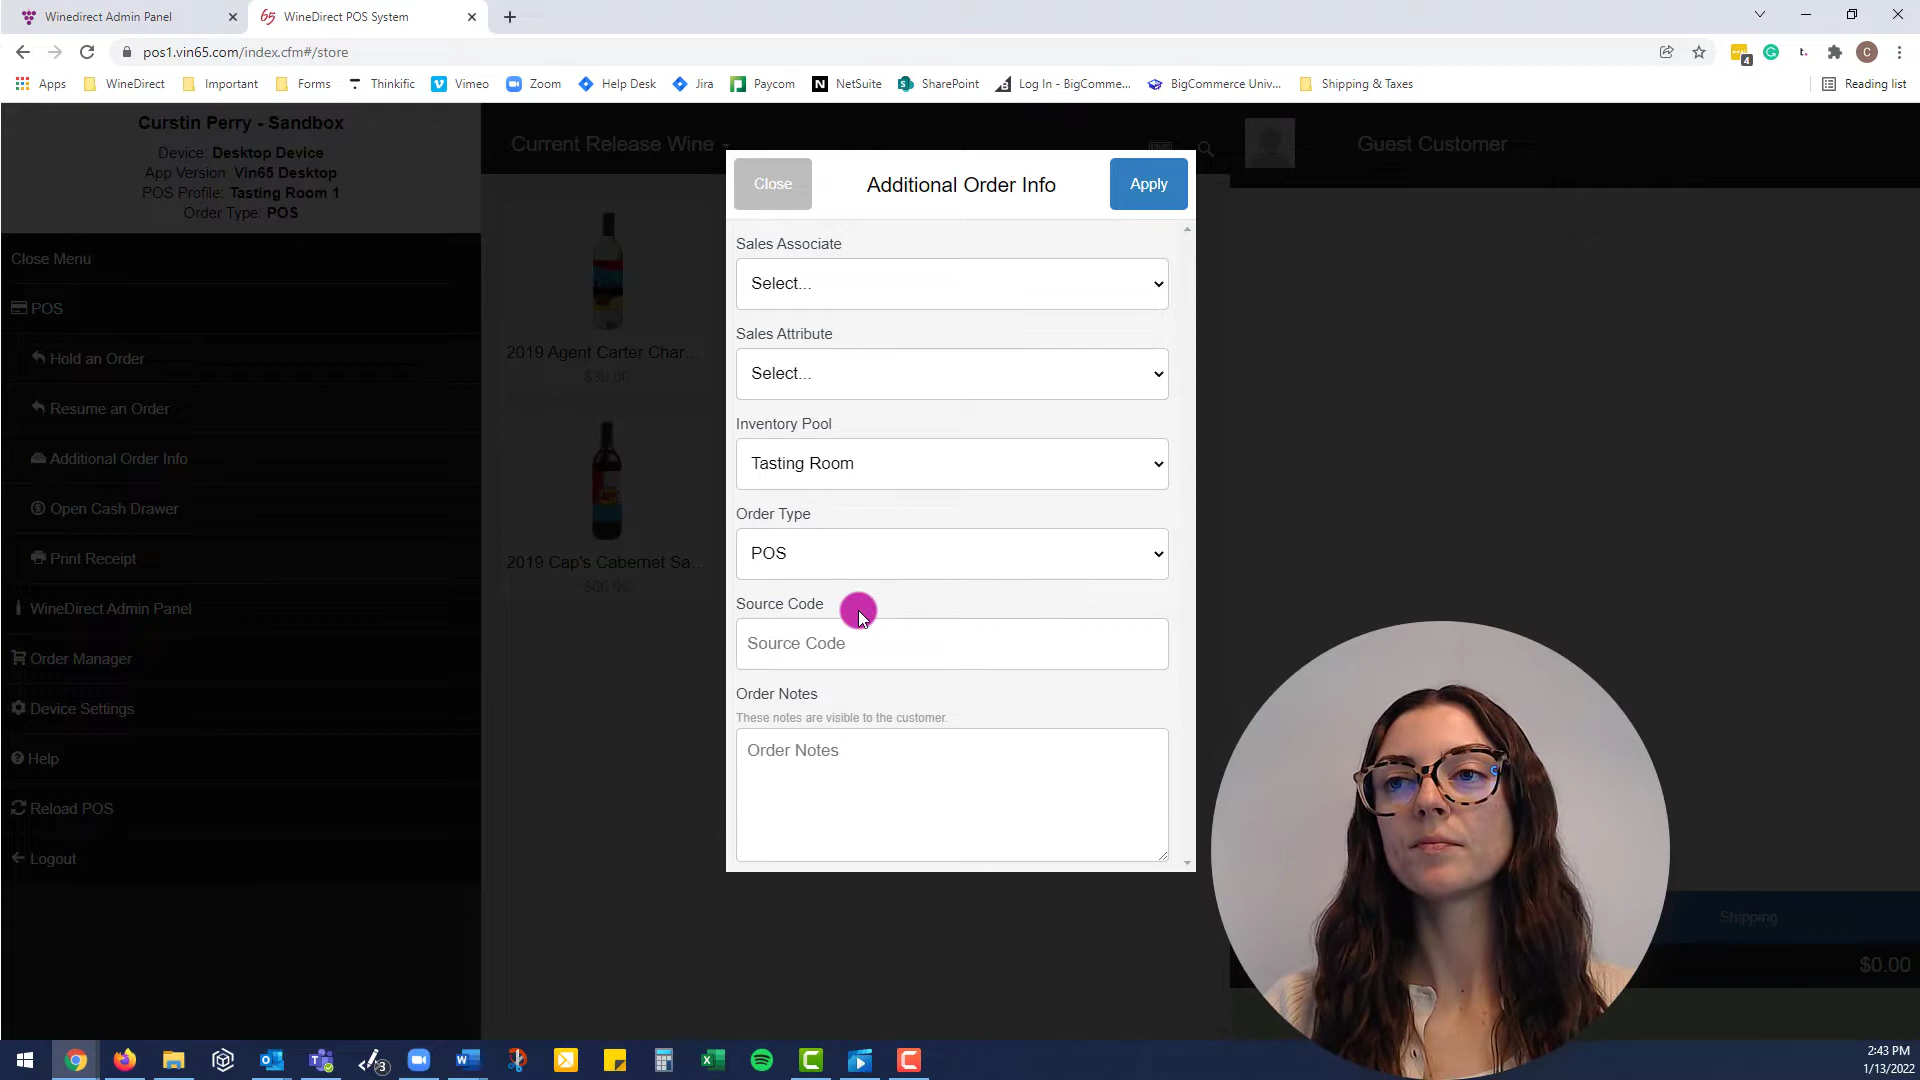 Winedirect Admin Panel
WineDirect POS System
pos1.vin65.com/index.cfm#/store
4
t.
C
Apps WineDirect Important Forms Thinkific Vimeo Zoom Help Desk Jira Paycom NetSuite SharePoint Log In - BigComme... BigCommerce Univ... Shipping & Taxes Reading list
Curstin Perry - Sandbox
Device: Desktop Device
App Version: Vin65 Desktop
POS Profile: Tasting Room 1
Order Type: POS
Close Menu
POS
Hold an Order
Resume an Order
Additional Order Info
Open Cash Drawer
Print Receipt
WineDirect Admin Panel
Order Manager
Device Settings
Help
Reload POS
Logout
Current Release Wine
2019 Agent Carter Char...
$30.00
2019 Cap's Cabernet Sa...
$60.00
Guest Customer
Close
Additional Order Info
Apply
Sales Associate
Select...
Sales Attribute
Select...
Inventory Pool
Tasting Room
Order Type
POS
Source Code
Source Code
Order Notes
These notes are visible to the customer.
Order Notes
Shipping
$0.00
3
2:43 PM
1/13/2022